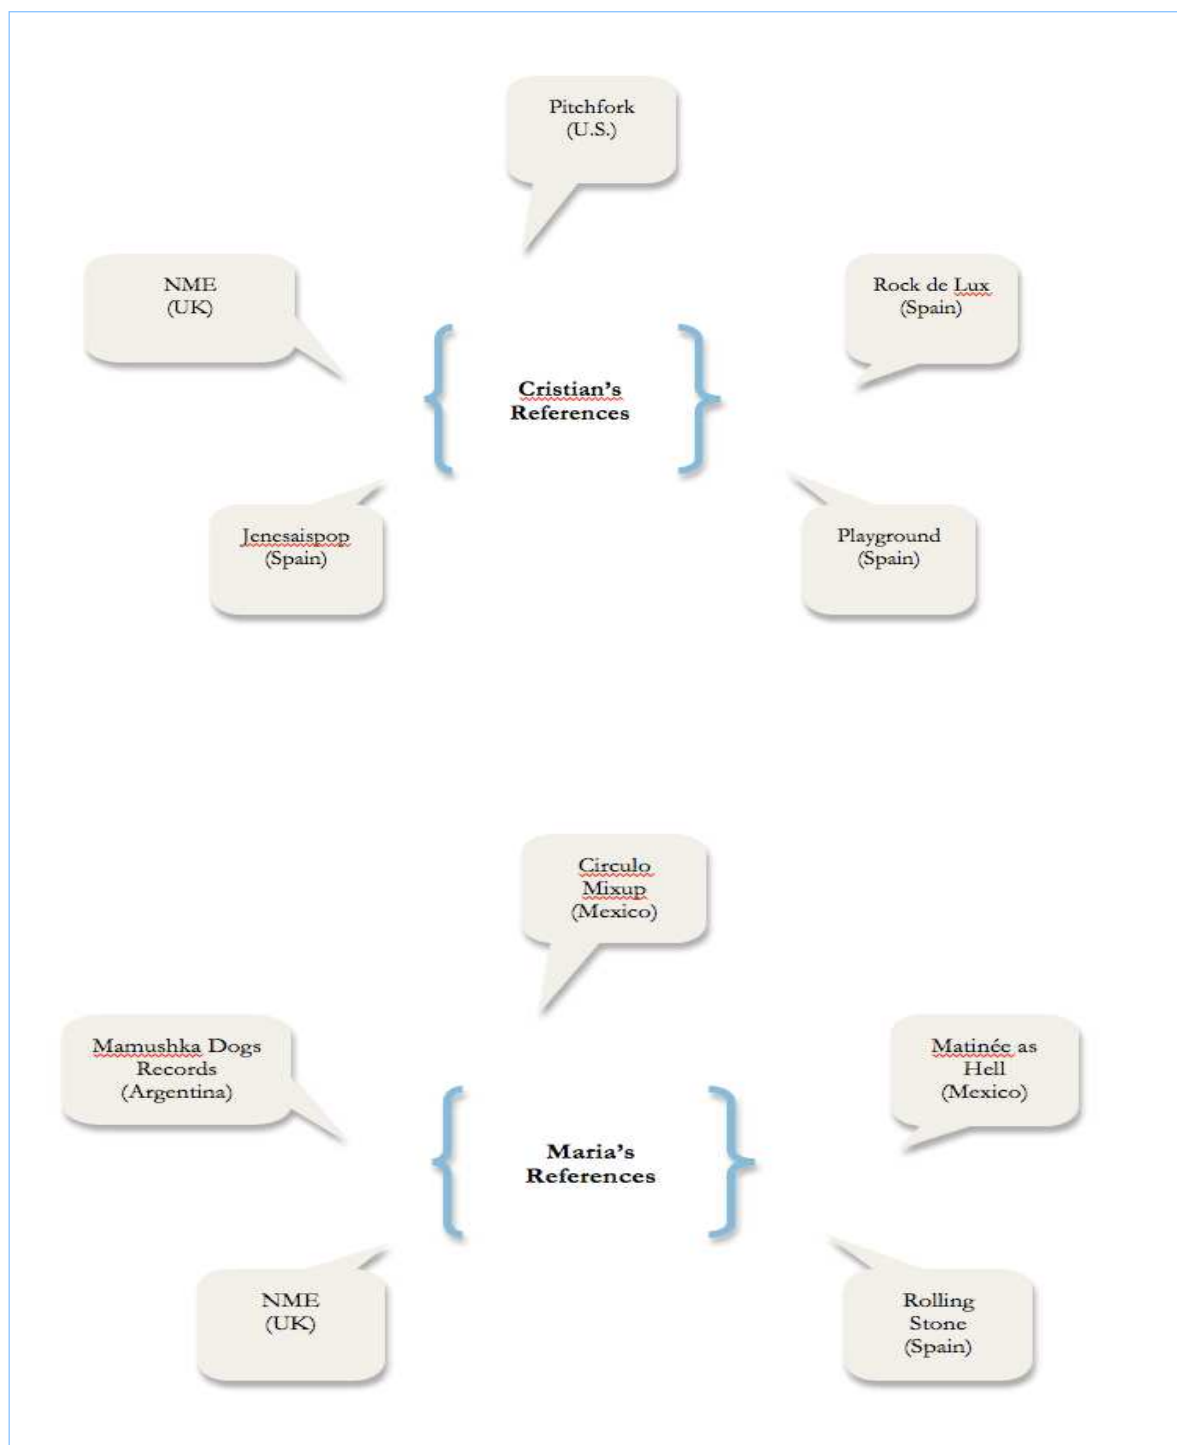 Pitchfork
(U.S.)
NME
(UK)
Rock de Lux
(Spain)
Cristian's
References
Jenesaispop
(Spain)
Playground
(Spain)
Circulo
Mixup
(Mexico)
Mamushka Dogs
Records
(Argentina)
Matinée as
Hell
(Mexico)
Maria's
References
NME
(UK)
Rolling
Stone
(Spain)